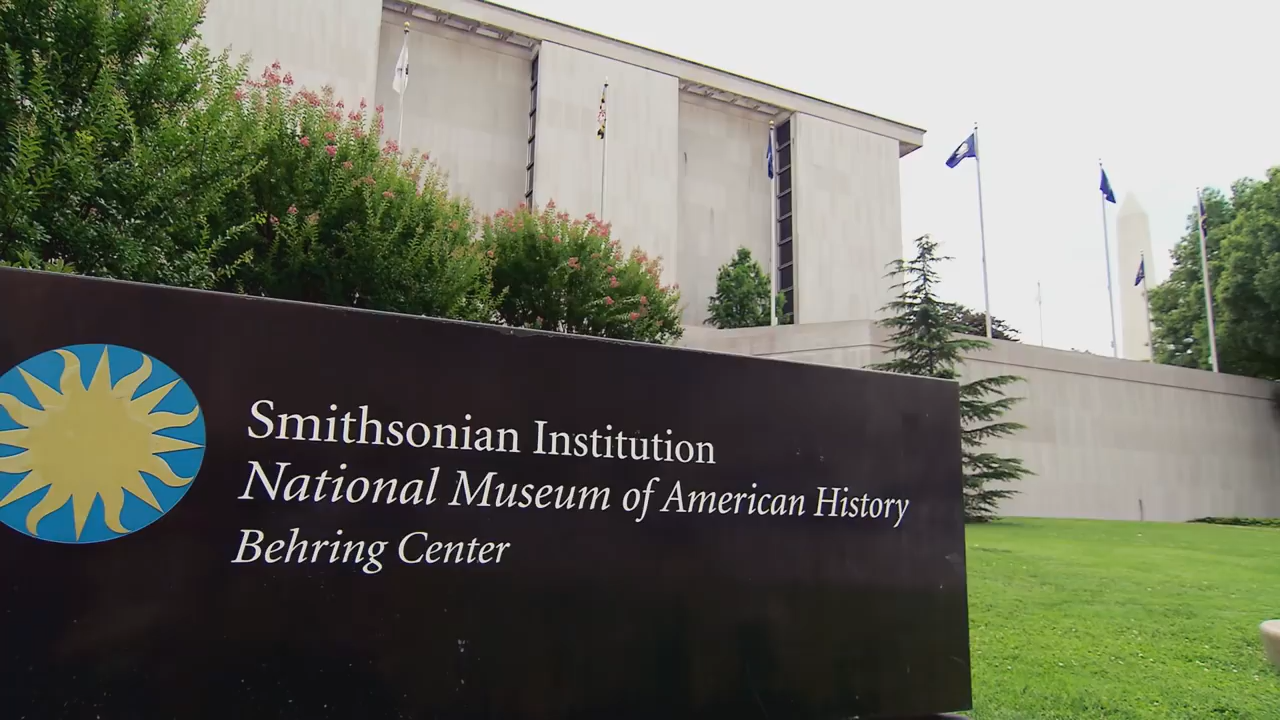 Smithsonian Institution
National Museum of American History
Behring Center